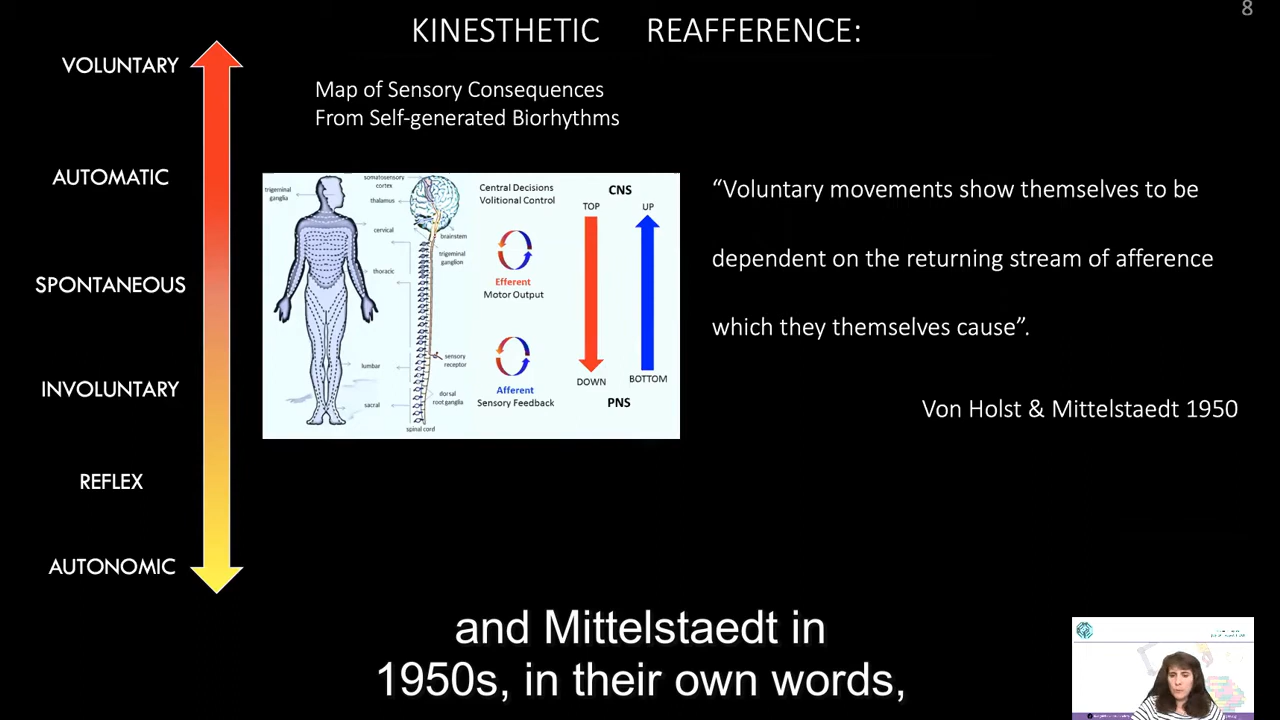 8
KINESTHETIC REAFFERENCE:
VOLUNTARY
AUTOMATIC
SPONTANEOUS
INVOLUNTARY
REFLEX
AUTONOMIC
Map of Sensory Consequences
From Self-generated Biorhythms
trigeminal
ganglia
somatosensory
cortex
thalamus
cervical
brainstem
trigeminal
ganglion
thoracic
lumbar
sensory
receptor
dorsal
root ganglia
sacral
spinal cord
Central Decisions
Volitional Control
Efferent
Motor Output
Afferent
Sensory Feedback
CNS
TOP
UP
DOWN
BOTTOM
PNS
“Voluntary movements show themselves to be
dependent on the returning stream of afference
which they themselves cause”.
Von Holst & Mittelstaedt 1950
and Mittelstaedt in
1950s, in their own words,